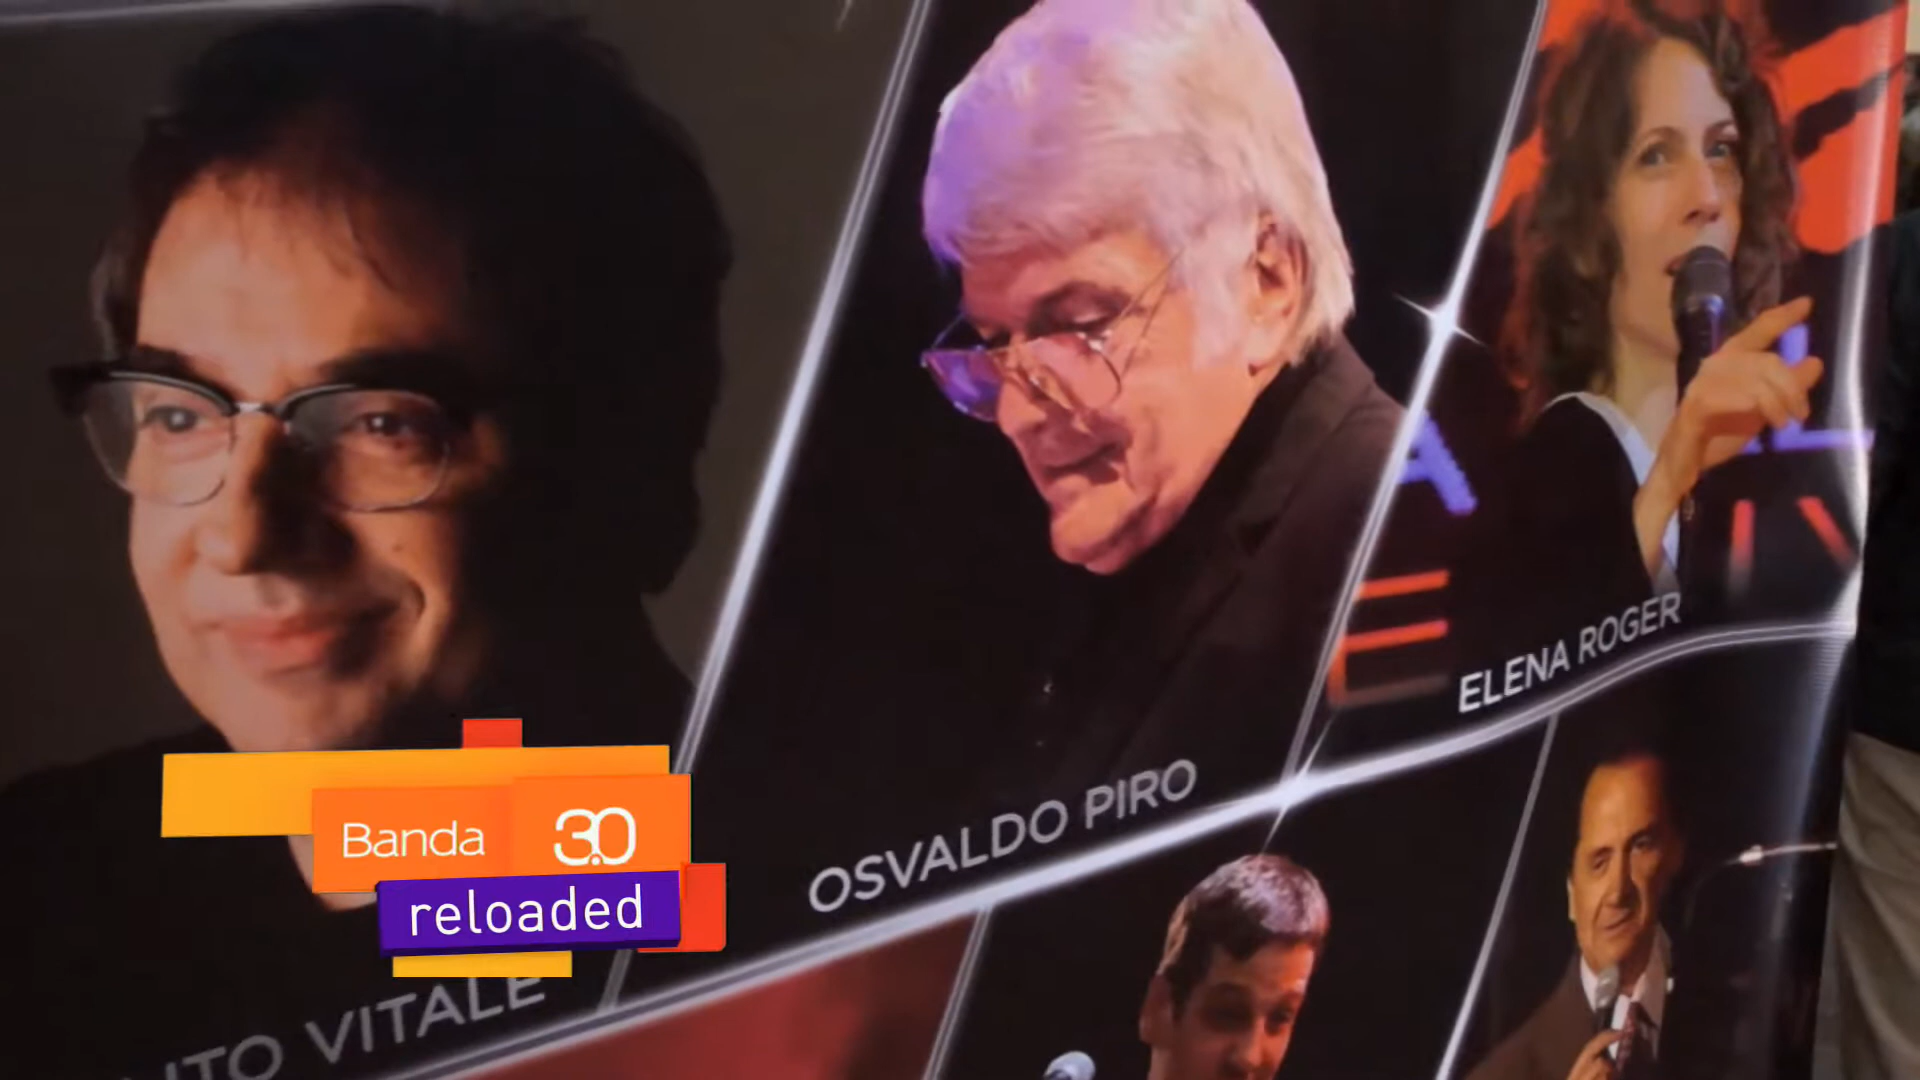 ELENA ROGER
OSVALDO PIRO
Banda 3.0
reloaded
VITALE